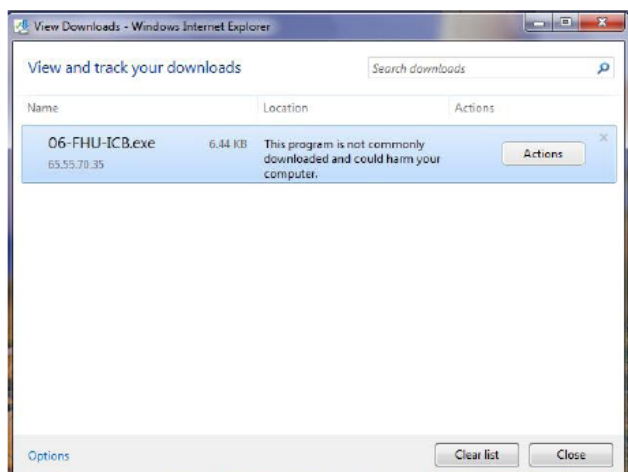 View Downloads - Windows Internet Explorer
View and track your downloads
Search downloads
Name Location Actions
06-FHU-ICB.exe 6.44 KB This program is not commonly
downloaded and could harm your
computer.
Actions
65.55.70.35
Options Clear list Close